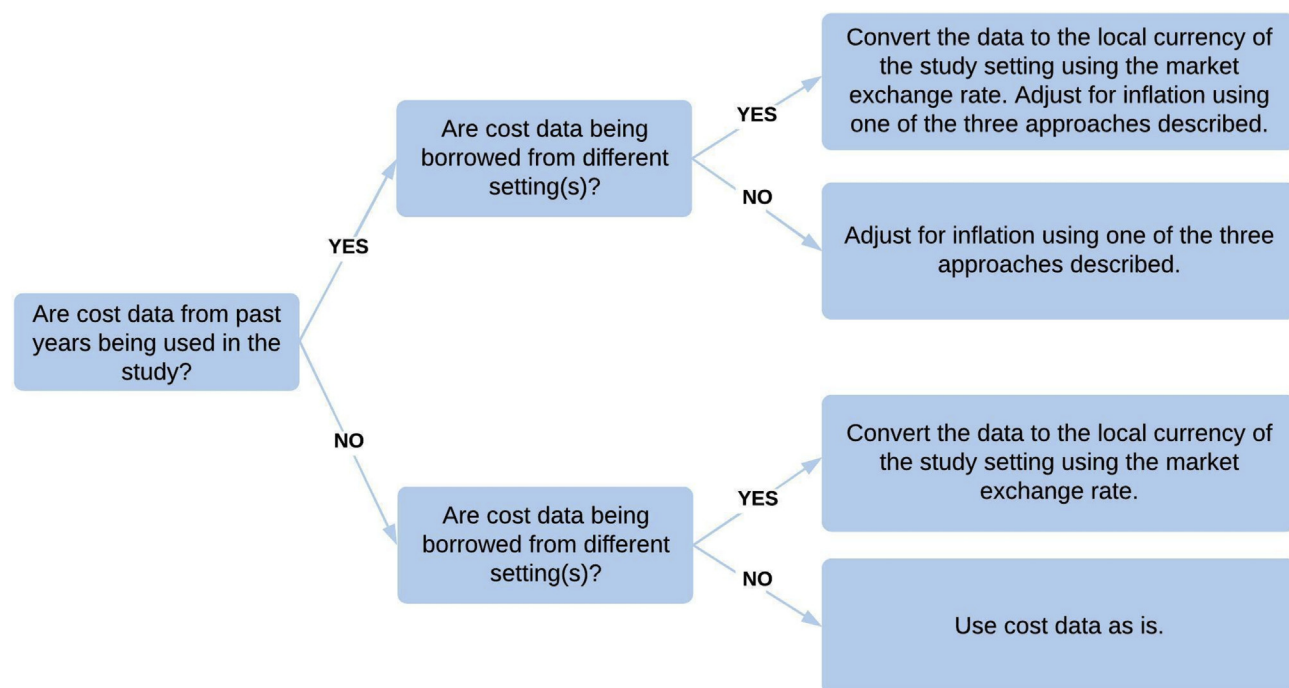 Are cost data from past
years being used in the
study?
YES
NO
Are cost data being
borrowed from different
setting(s)?
YES
NO
Convert the data to the local currency of
the study setting using the market
exchange rate. Adjust for inflation using
one of the three approaches described.
Adjust for inflation using one of the three
approaches described.
Are cost data being
borrowed from different
setting(s)?
YES
NO
Convert the data to the local currency of
the study setting using the market
exchange rate.
Use cost data as is.